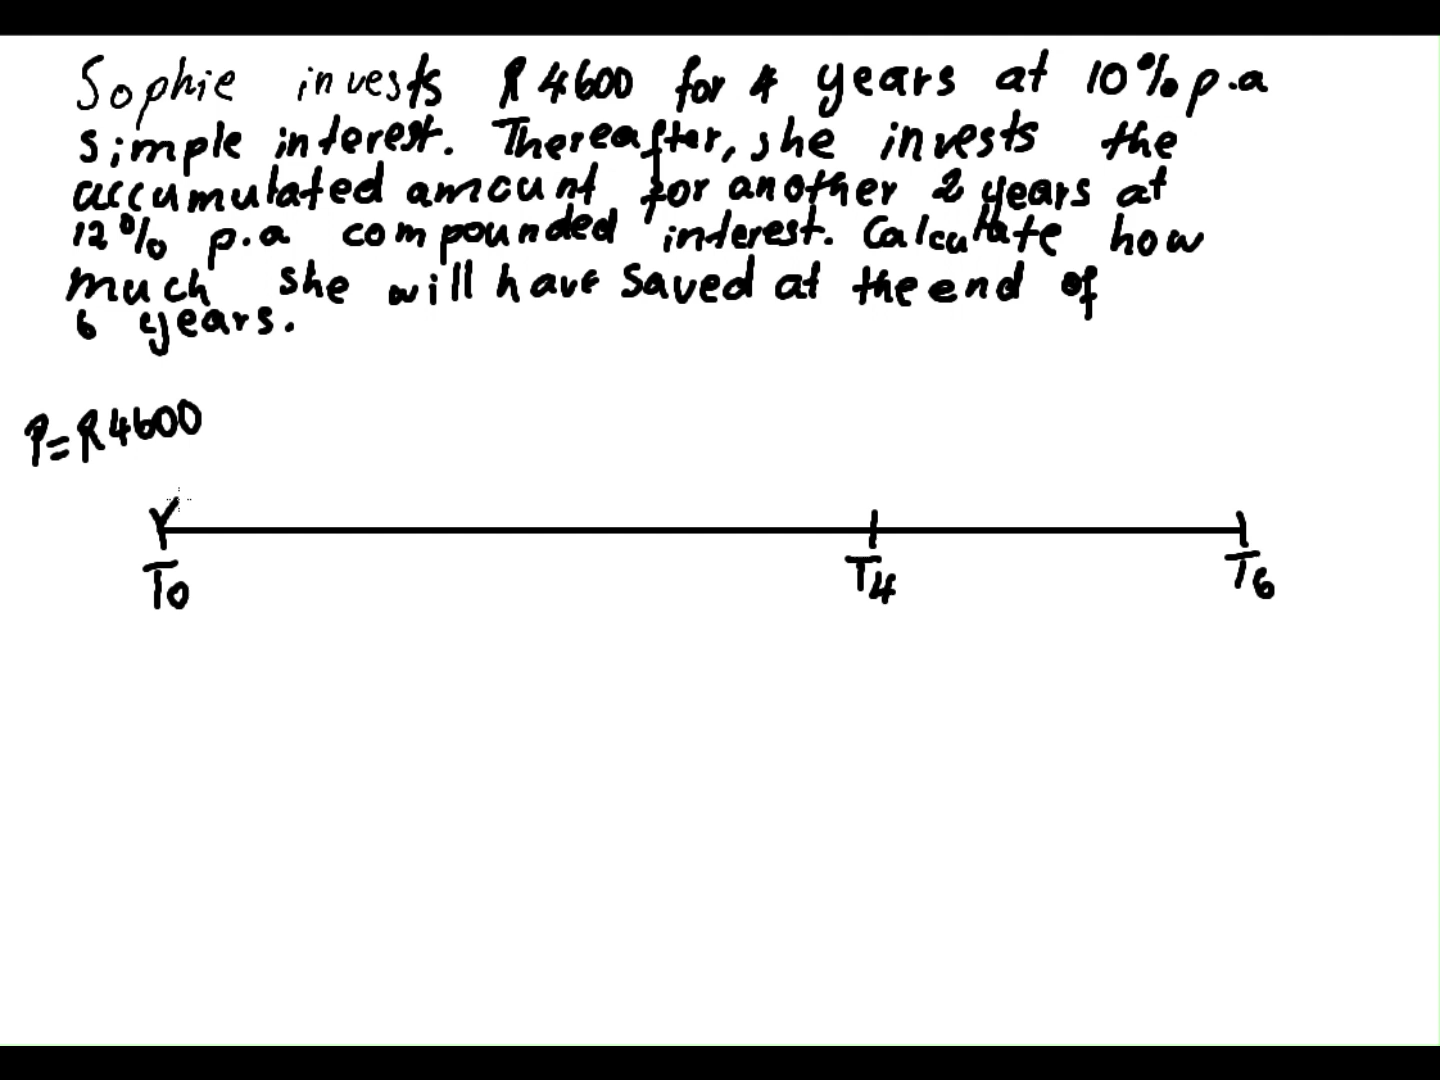 Sophie invests R4600 for 4 years at 10% p.a
simple interest. Thereafter, she invests the
accumulated amount for another 2 years at
12% p.a compounded interest. Calculate how
much she will have saved at the end of
6 years.
P=R4600
T0 T4 T6